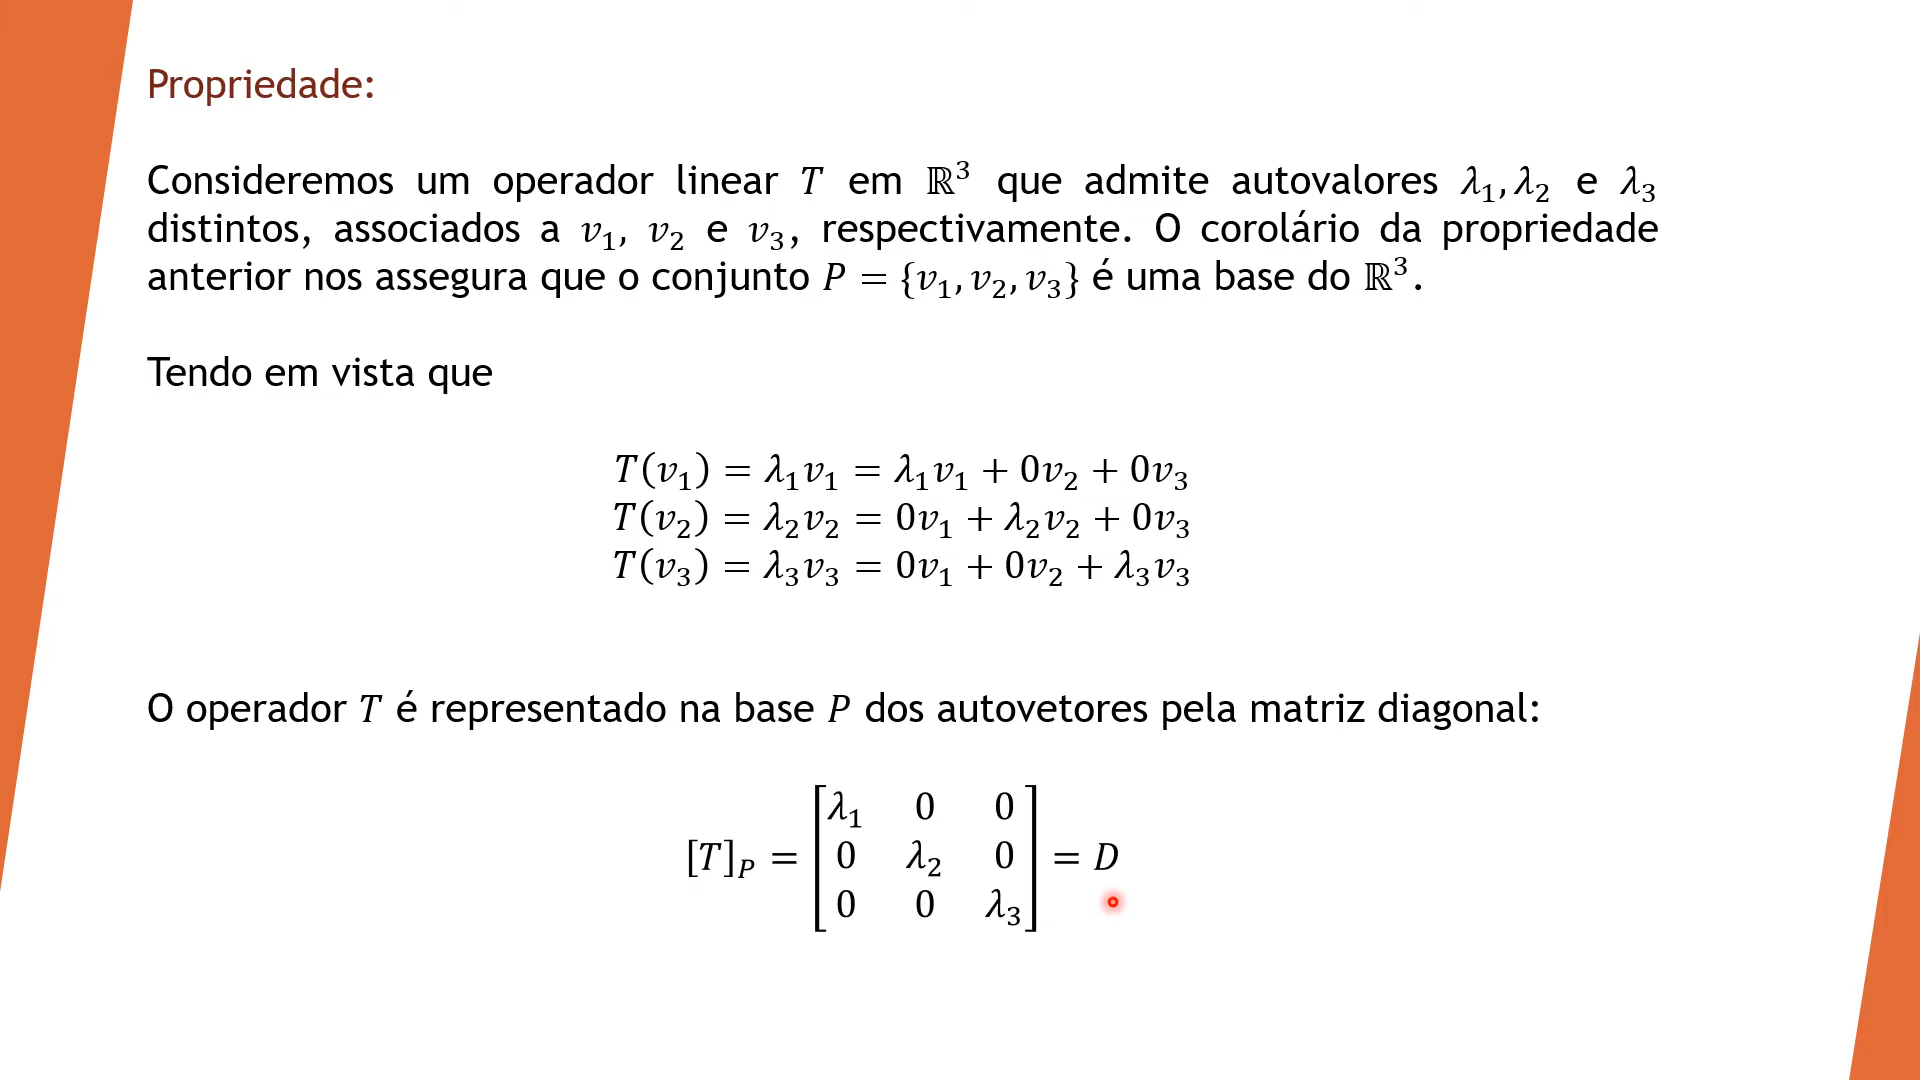 Propriedade:
Consideremos um operador linear T em ℝ³ que admite autovalores λ₁, λ₂ e λ₃
distintos, associados a v₁, v₂ e v₃, respectivamente. O corolário da propriedade
anterior nos assegura que o conjunto P = {v₁, v₂, v₃} é uma base do ℝ³.
Tendo em vista que
T(v₁) = λ₁v₁ = λ₁v₁ + 0v₂ + 0v₃
T(v₂) = λ₂v₂ = 0v₁ + λ₂v₂ + 0v₃
T(v₃) = λ₃v₃ = 0v₁ + 0v₂ + λ₃v₃
O operador T é representado na base P dos autovetores pela matriz diagonal:
λ₁ 0 0
[T]ₚ = [0 λ₂ 0] = D
0 0 λ₃